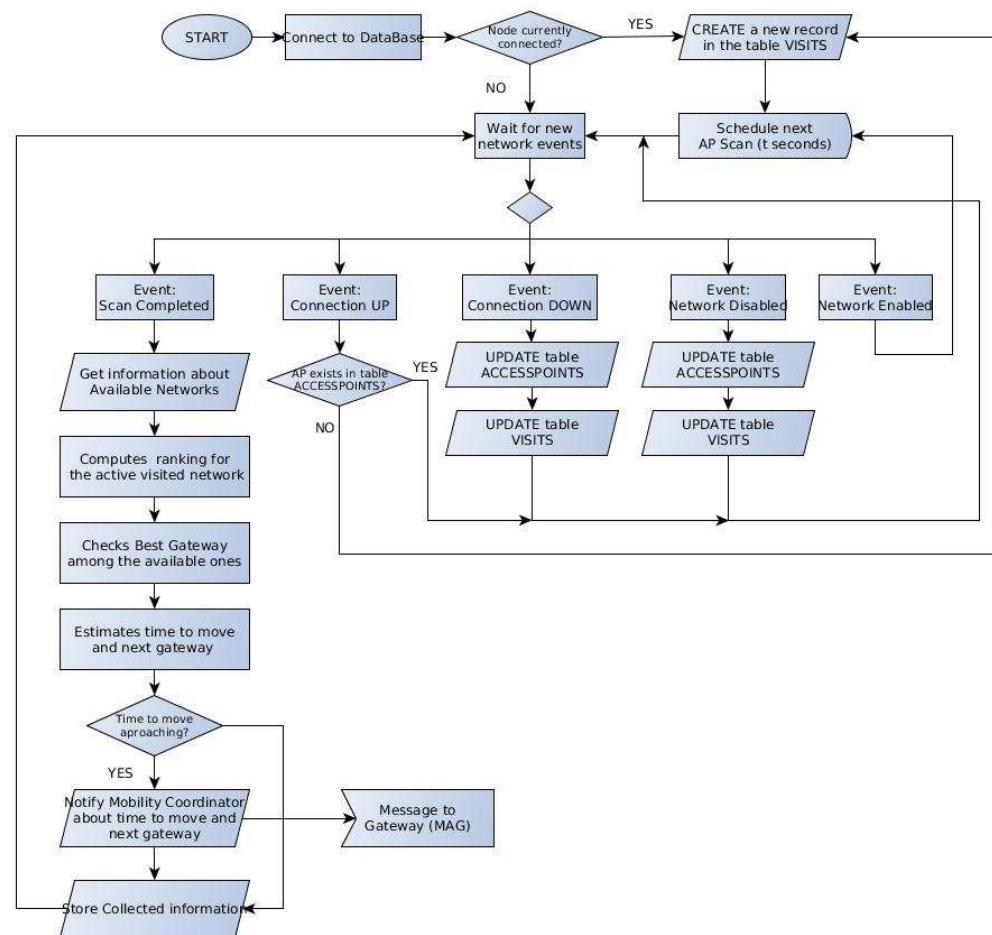 START
Connect to DataBase
Node currently
connected?
YES
CREATE a new record
in the table VISITS
NO
Wait for new
network events
Schedule next
AP Scan (t seconds)
Event:
Scan Completed
Event:
Connection UP
Event:
Connection DOWN
Event:
Network Disabled
Event:
Network Enabled
Get information about
Available Networks
AP exists in table
ACCESSPOINTS?
YES
NO
UPDATE table
ACCESSPOINTS
UPDATE table
ACCESSPOINTS
UPDATE table
VISITS
UPDATE table
VISITS
Computes ranking for
the active visited network
Checks Best Gateway
among the available ones
Estimates time to move
and next gateway
Time to move
aproaching?
YES
Notify Mobility Coordinator
about time to move and
next gateway
Message to
Gateway (MAG)
Store Collected information